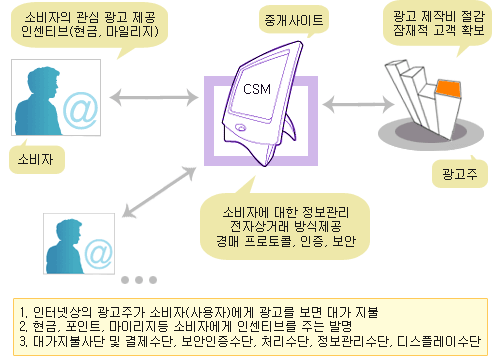 소비자의 관심 광고 제공
인센티브(현금, 마일리지)
중개사이트
광고 제작비 절감
잠재적 고객 확보
CSM
@
소비자
광고주
소비자에 대한 정보관리
전자상거래 방식제공
경매 프로토콜, 인증, 보안
@
1. 인터넷상의 광고주가 소비자(사용자)에게 광고를 보면 대가 지불
2. 현금, 포인트, 마이리지등 소비자에게 인센티브를 주는 발명
3. 대가지불사단 및 결제수단, 보안인증수단, 처리수단, 정보관리수단, 디스플레이수단